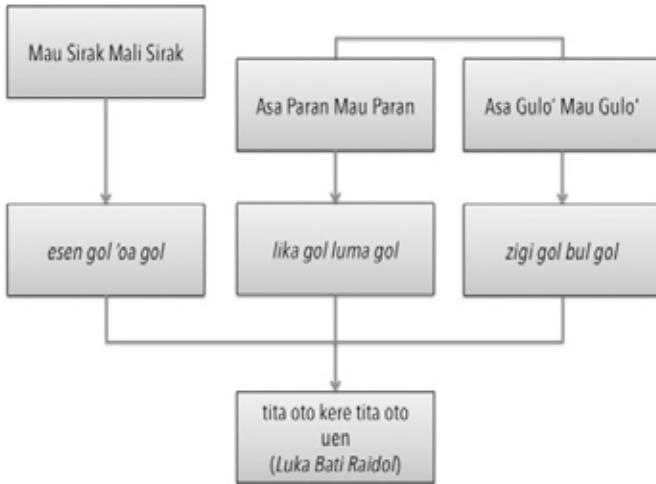 Mau Sirak Mali Sirak
Asa Paran Mau Paran
Asa Gulo' Mau Gulo'
esen gol 'oa gol
lika gol luma gol
zigi gol bul gol
tita oto kere tita oto
uen
(Luka Bati Raidol)